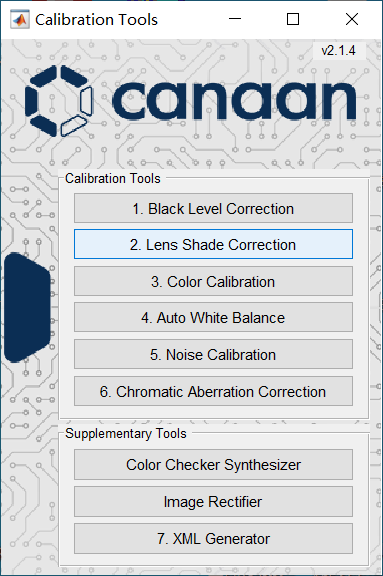 Calibration Tools
v2.1.4
canaan
Calibration Tools
1. Black Level Correction
2. Lens Shade Correction
3. Color Calibration
4. Auto White Balance
5. Noise Calibration
6. Chromatic Aberration Correction
Supplementary Tools
Color Checker Synthesizer
Image Rectifier
7. XML Generator